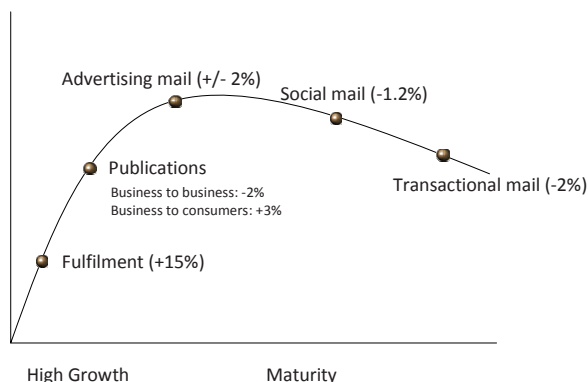 Advertising mail (+/- 2%)
Social mail (-1.2%)
Publications
Business to business: -2%
Business to consumers: +3%
Transactional mail (-2%)
Fulfilment (+15%)
High Growth
Maturity